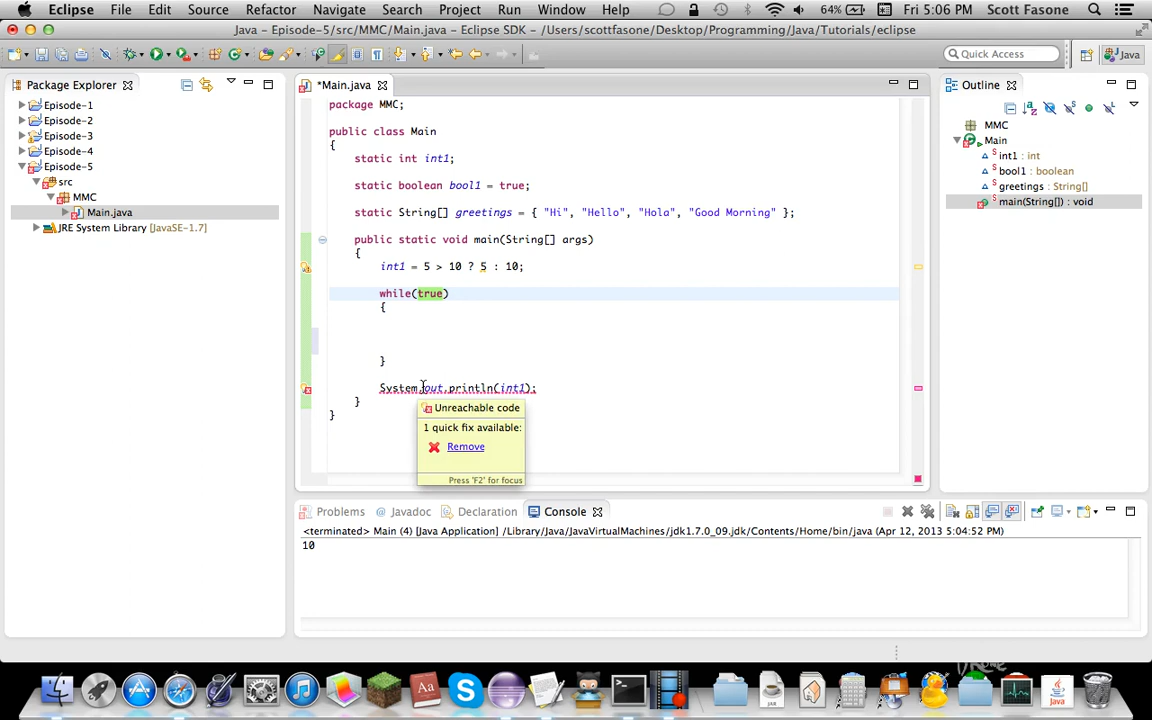 Eclipse File Edit Source Refactor Navigate Search Project Run Window Help 64% Fri 5:06 PM Scott Fasone
Java - Episode-5/src/MMC/Main.java - Eclipse SDK - /Users/scottfasone/Desktop/Programming/Java/Tutorials/eclipse
Quick Access Java
Package Explorer
Episode-1
Episode-2
Episode-3
Episode-4
Episode-5
src
MMC
Main.java
JRE System Library [JavaSE-1.7]
*Main.java
package MMC;
public class Main
{
static int int1;
static boolean bool1 = true;
static String[] greetings = { "Hi", "Hello", "Hola", "Good Morning" };
public static void main(String[] args)
{
int1 = 5 > 10 ? 5 : 10;
while(true)
{
}
System.out.println(int1);
}
}
Unreachable code
1 quick fix available:
Remove
Press 'F2' for focus
Outline
MMC
Main
int1 : int
bool1 : boolean
greetings : String[]
main(String[]) : void
Problems Javadoc Declaration Console
<terminated> Main (4) [Java Application] /Library/Java/JavaVirtualMachines/jdk1.7.0_09.jdk/Contents/Home/bin/java (Apr 12, 2013 5:04:52 PM)
10